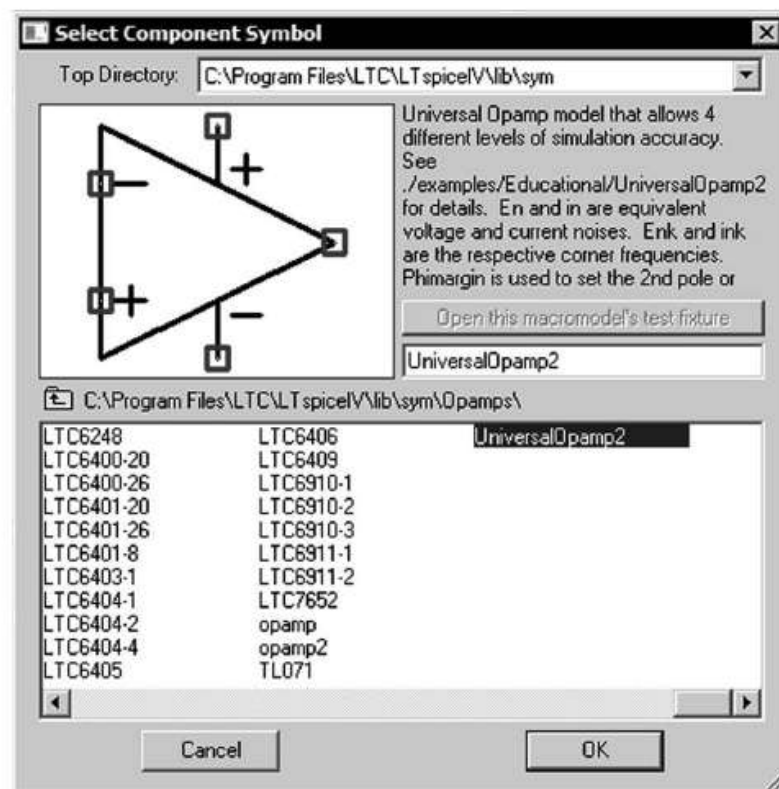 Select Component Symbol
Top Directory: C:\Program Files\LTC\LTspiceIV\lib\sym
Universal Opamp model that allows 4
different levels of simulation accuracy.
See
./examples/Educational/UniversalOpamp2
for details. En and in are equivalent
voltage and current noises. Enk and ink
are the respective corner frequencies.
Phimargin is used to set the 2nd pole or
Open this macromodel's test fixture
UniversalOpamp2
C:\Program Files\LTC\LTspiceIV\lib\sym\Opamps\
LTC6248 LTC6406 UniversalOpamp2
LTC6400-20 LTC6409
LTC6400-26 LTC6910-1
LTC6401-20 LTC6910-2
LTC6401-26 LTC6910-3
LTC6401-8 LTC6911-1
LTC6403-1 LTC6911-2
LTC6404-1 LTC7652
LTC6404-2 opamp
LTC6404-4 opamp2
LTC6405 TL071
Cancel OK